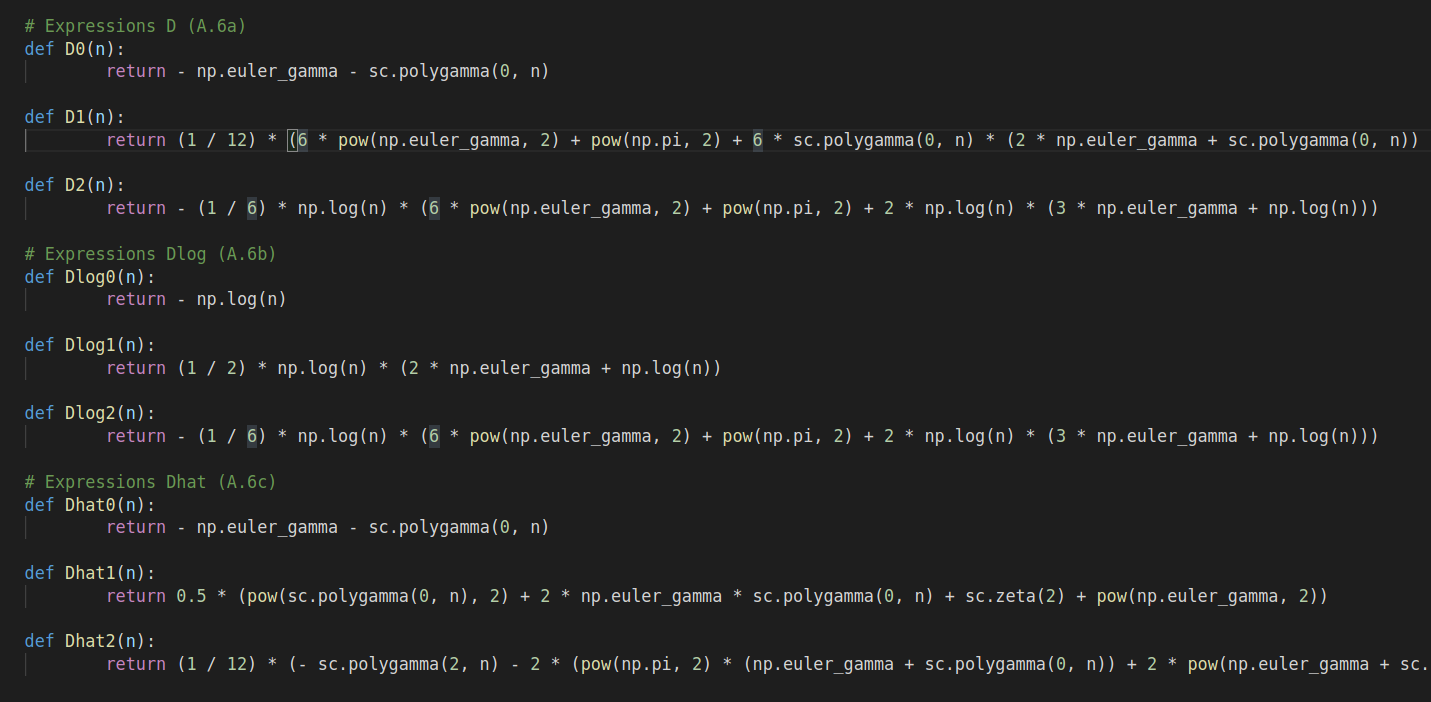 # Expressions D (A.6a)
def D0(n):
return - np.euler_gamma - sc.polygamma(0, n)
def D1(n):
return (1 / 12) * (6 * pow(np.euler_gamma, 2) + pow(np.pi, 2) + 6 * sc.polygamma(0, n) * (2 * np.euler_gamma + sc.polygamma(0, n))
def D2(n):
return - (1 / 6) * np.log(n) * (6 * pow(np.euler_gamma, 2) + pow(np.pi, 2) + 2 * np.log(n) * (3 * np.euler_gamma + np.log(n)))
# Expressions Dlog (A.6b)
def Dlog0(n):
return - np.log(n)
def Dlog1(n):
return (1 / 2) * np.log(n) * (2 * np.euler_gamma + np.log(n))
def Dlog2(n):
return - (1 / 6) * np.log(n) * (6 * pow(np.euler_gamma, 2) + pow(np.pi, 2) + 2 * np.log(n) * (3 * np.euler_gamma + np.log(n)))
# Expressions Dhat (A.6c)
def Dhat0(n):
return - np.euler_gamma - sc.polygamma(0, n)
def Dhat1(n):
return 0.5 * (pow(sc.polygamma(0, n), 2) + 2 * np.euler_gamma * sc.polygamma(0, n) + sc.zeta(2) + pow(np.euler_gamma, 2))
def Dhat2(n):
return (1 / 12) * (- sc.polygamma(2, n) - 2 * (pow(np.pi, 2) * (np.euler_gamma + sc.polygamma(0, n)) + 2 * pow(np.euler_gamma + sc.